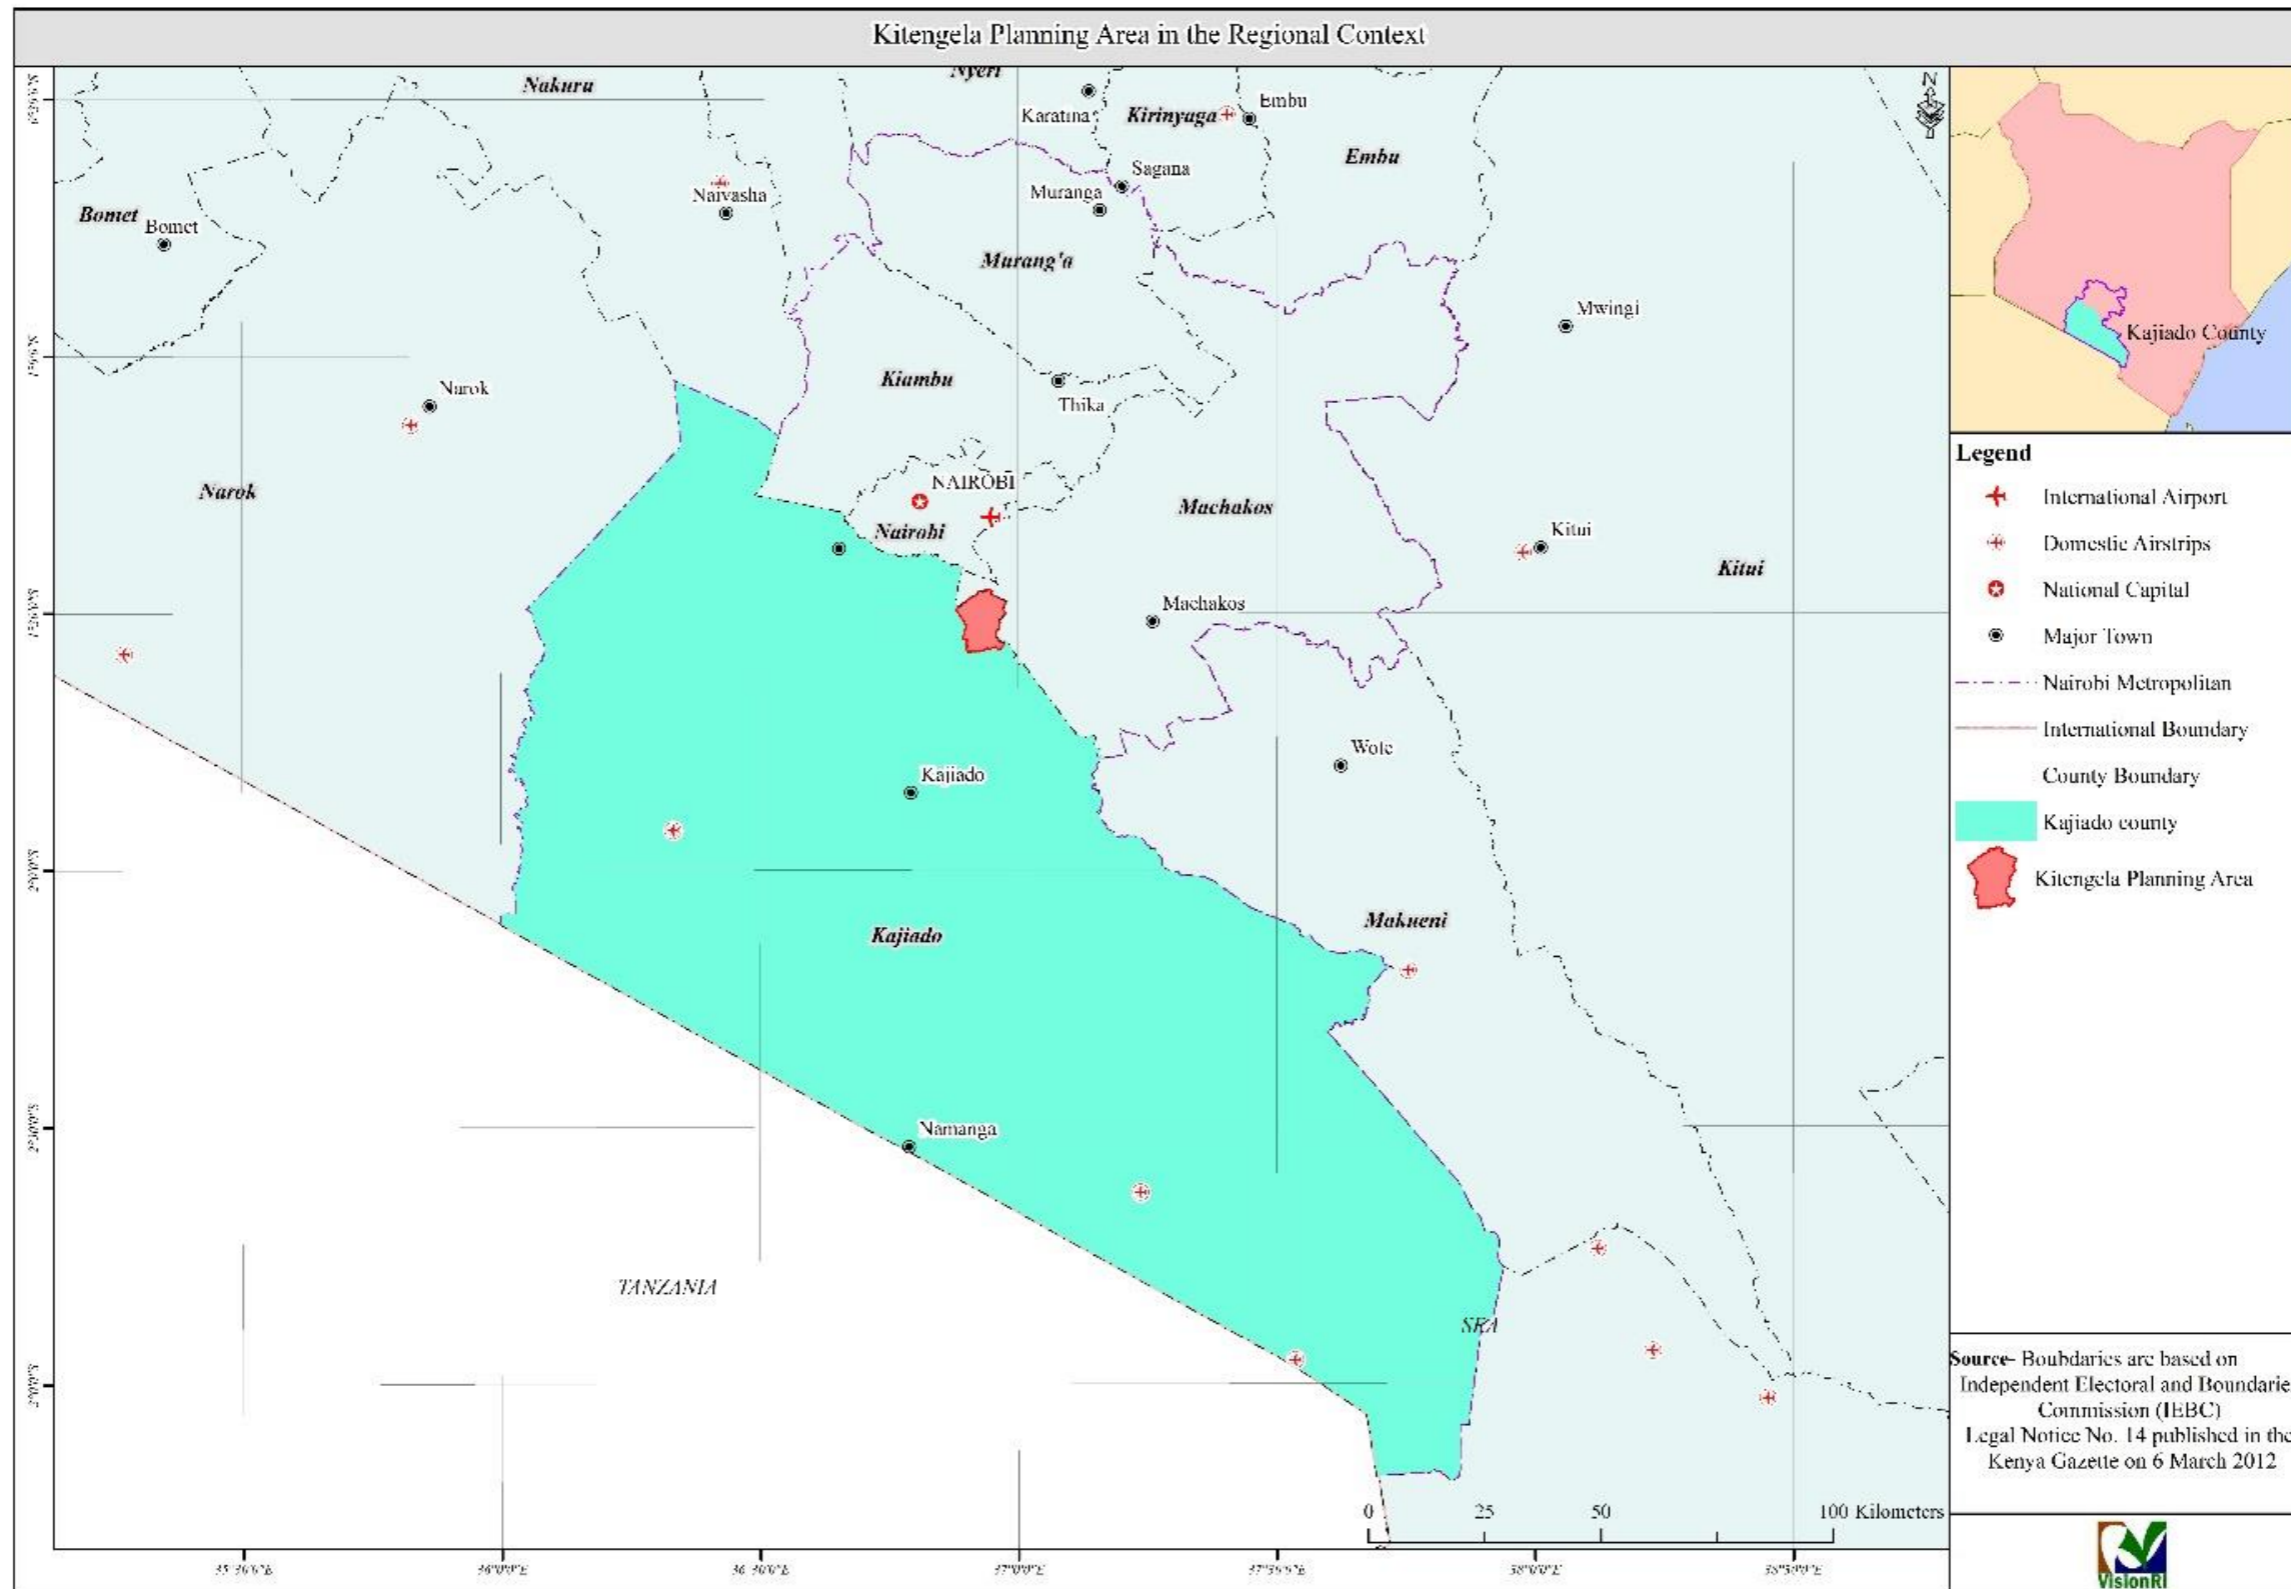 Kitengela Planning Area in the Regional Context
Nakuru
Nyeri
Karatina
Kirinyaga
Embu
Embu
Sagana
Muranga
Naivasha
Bomet
Bomet
Murang'a
Mwingi
Narok
Kiambu
Thika
Narok
NAIROBI
Nairobi
Machakos
Kitui
Kitui
Machakos
Wote
Kajiado
Makueni
Kajiado
Namanga
TANZANIA
SEA
0 25 50 100 Kilometers
N
Kajiado County
Legend
International Airport
Domestic Airstrips
National Capital
Major Town
Nairobi Metropolitan
International Boundary
County Boundary
Kajiado county
Kitengela Planning Area
Source- Boubdaries are based on
Independent Electoral and Boundarie
Commission (IEBC)
Legal Notice No. 14 published in the
Kenya Gazette on 6 March 2012
VisionRI